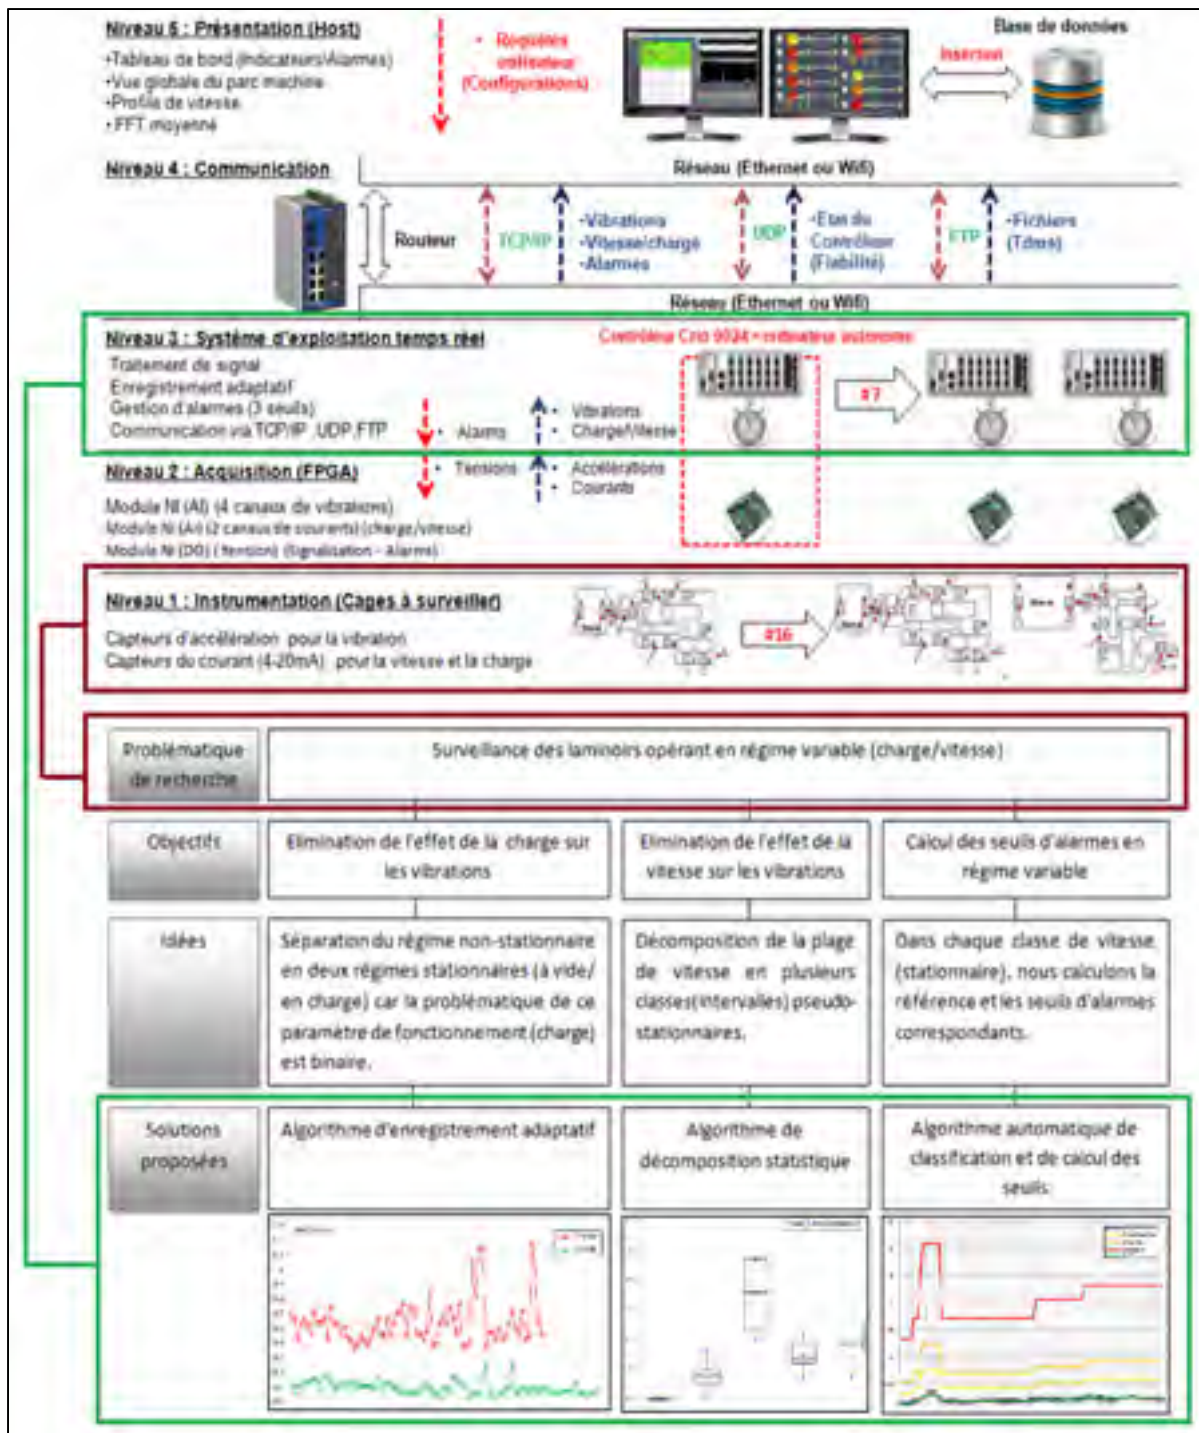 Niveau 5 : Présentation (Host)
•Tableau de bord (Indicateurs/Alarmes)
•Vue globale du parc machine
•Profile de vitesse
•FFT moyenné
• Requêtes
utilisateur
(Configurations)
Insertion
Base de données
Niveau 4 : Communication
Réseau (Ethernet ou Wifi)
Routeur
TCP/IP
•Vibrations
•Vitesse/charge
•Alarmes
UDP
•Etas du
Contrôleur
(Fiabilité)
FTP
•Fichiers
(Tdms)
Réseau (Ethernet ou Wifi)
Niveau 3 : Système d'exploitation temps réel
Traitement de signal
Enregistrement adaptatif
Gestion d'alarmes (3 seuils)
Communication via TCP/IP ,UDP,FTP
• Alarms
• Vibrations
• Charge/Vitesse
Contrôleur Crio 9024 • ordinateur autonome
#7
Niveau 2 : Acquisition (FPGA)
Module NI (AI) (4 canaux de vibrations)
Module NI (AI) (2 canaux de courants) (charge/vitesse)
Module NI (DO) (Tension) (Signalisation - Alarms)
• Tensions
• Accélérations
• Courants
Niveau 1 : Instrumentation (Cages à surveiller)
Capteurs d'accélération pour la vibration
Capteurs du courant (4-20mA) pour la vitesse et la charge
#16
Problématique
de recherche
Surveillance des laminoirs opérant en régime variable (charge/vitesse)
Objectifs
Elimination de l'effet de la charge sur
les vibrations
Elimination de l'effet de la
vitesse sur les vibrations
Calcul des seuils d'alarmes en
régime variable
Idées
Séparation du régime non-stationnaire
en deux régimes stationnaires (à vide/
en charge) car la problématique de ce
paramètre de fonctionnement (charge)
est binaire.
Décomposition de la plage
de vitesse en plusieurs
classes(intervalles) pseudo-
stationnaires.
Dans chaque classe de vitesse
(stationnaire), nous calculons la
référence et les seuils d'alarmes
correspondants.
Solutions
proposées
Algorithme d'enregistrement adaptatif
Algorithme de
décomposition statistique
Algorithme automatique de
classification et de calcul des
seuils